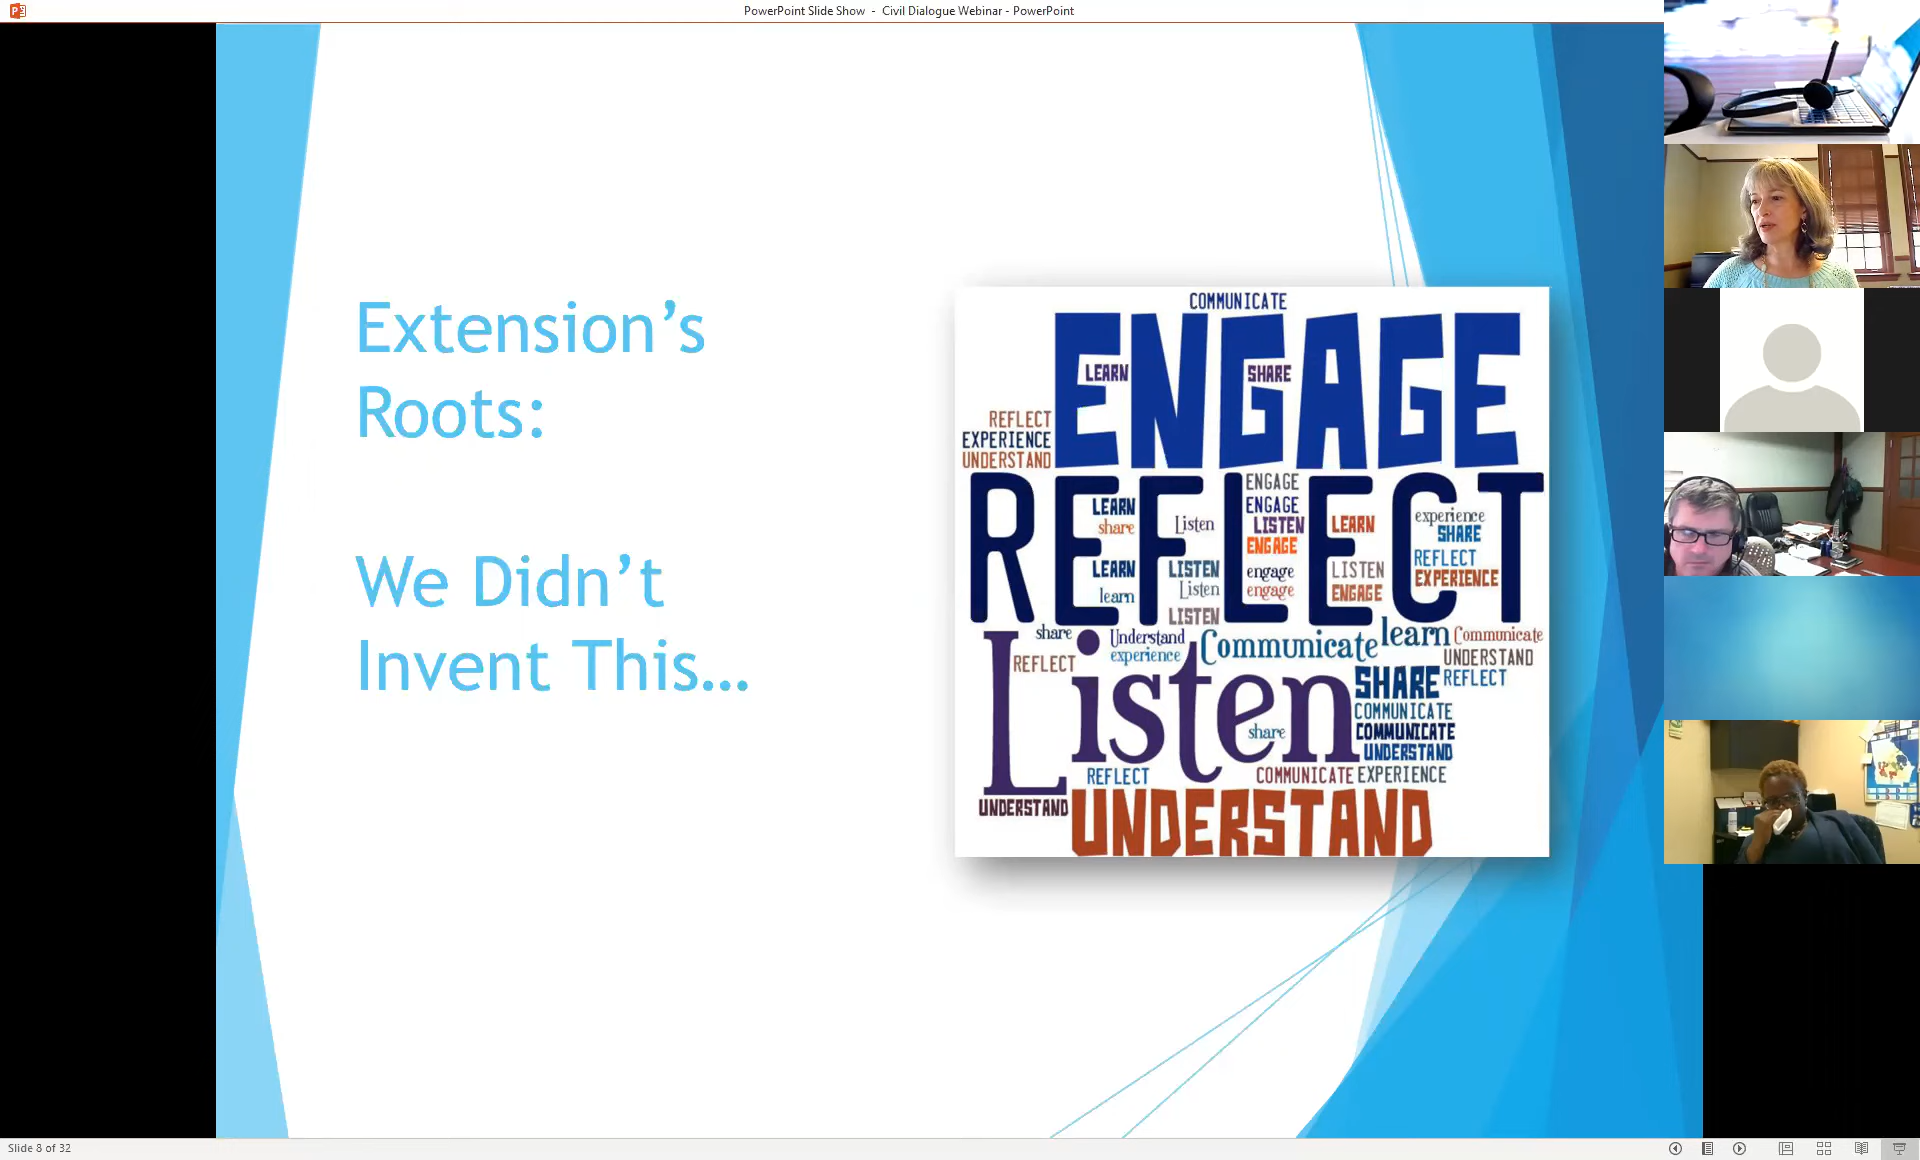 PowerPoint Slide Show - Civil Dialogue Webinar - PowerPoint
Extension's
Roots:
We Didn't
Invent This...
COMMUNICATE
ENGAGE
LEARN
SHARE
REFLECT
EXPERIENCE
UNDERSTAND
REFLECT
LEARN
share
LEARN
learn
Listen
LISTEN
Listen
LISTEN
ENGAGE
ENGAGE
LISTEN
ENGAGE
engage
engage
LEARN
LISTEN
ENGAGE
experience
SHARE
REFLECT
EXPERIENCE
share
Understand
experience
Communicate
learn
Communicate
UNDERSTAND
REFLECT
REFLECT
Listen
share
SHARE
COMMUNICATE
COMMUNICATE
UNDERSTAND
REFLECT
COMMUNICATE
EXPERIENCE
UNDERSTAND
UNDERSTAND
Slide 8 of 32